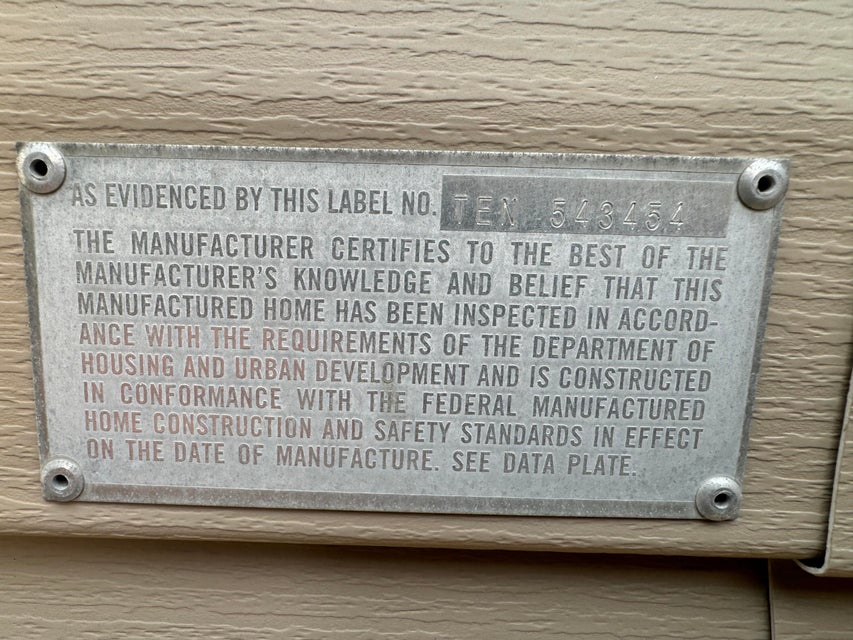 AS EVIDENCED BY THIS LABEL NO. TEN 543454
THE MANUFACTURER CERTIFIES TO THE BEST OF THE
MANUFACTURER'S KNOWLEDGE AND BELIEF THAT THIS
MANUFACTURED HOME HAS BEEN INSPECTED IN ACCORD-
ANCE WITH THE REQUIREMENTS OF THE DEPARTMENT OF
HOUSING AND URBAN DEVELOPMENT AND IS CONSTRUCTED
IN CONFORMANCE WITH THE FEDERAL MANUFACTURED
HOME CONSTRUCTION AND SAFETY STANDARDS IN EFFECT
ON THE DATE OF MANUFACTURE. SEE DATA PLATE.